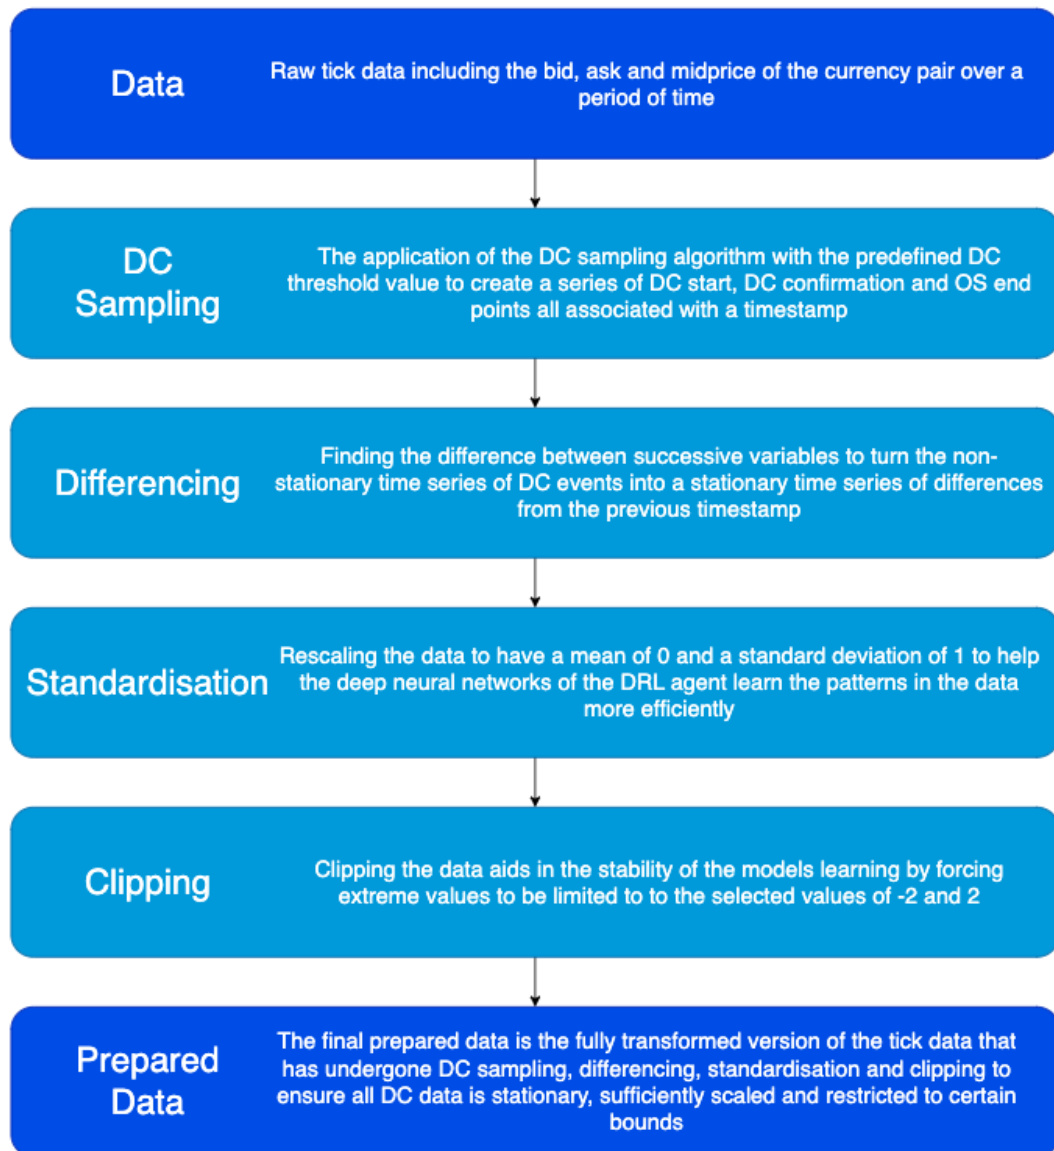 Data
Raw tick data including the bid, ask and midprice of the currency pair over a
period of time
DC
Sampling
The application of the DC sampling algorithm with the predefined DC
threshold value to create a series of DC start, DC confirmation and OS end
points all associated with a timestamp
Differencing
Finding the difference between successive variables to turn the non-
stationary time series of DC events into a stationary time series of differences
from the previous timestamp
Standardisation
Rescaling the data to have a mean of 0 and a standard deviation of 1 to help
the deep neural networks of the DRL agent learn the patterns in the data
more efficiently
Clipping
Clipping the data aids in the stability of the models learning by forcing
extreme values to be limited to to the selected values of -2 and 2
Prepared
Data
The final prepared data is the fully transformed version of the tick data that
has undergone DC sampling, differencing, standardisation and clipping to
ensure all DC data is stationary, sufficiently scaled and restricted to certain
bounds